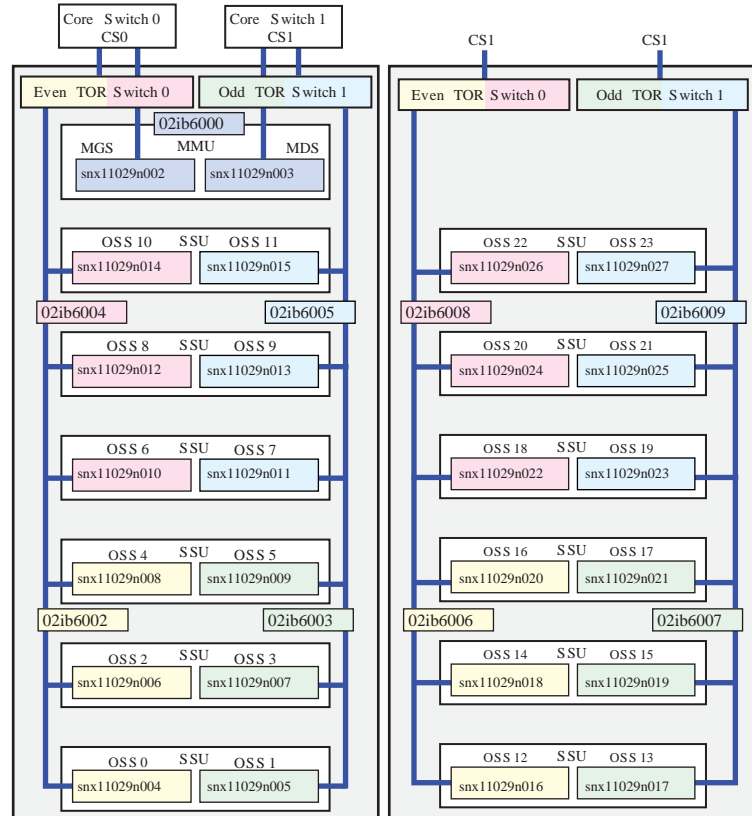 Core Switch 0
CS0
Core Switch 1
CS1
Even TOR Switch 0
Odd TOR Switch 1
02ib6000
MGS MMU MDS
snx11029n002 snx11029n003
OSS 10 SSU OSS 11
snx11029n014 snx11029n015
02ib6004 02ib6005
OSS 8 SSU OSS 9
snx11029n012 snx11029n013
OSS 6 SSU OSS 7
snx11029n010 snx11029n011
OSS 4 SSU OSS 5
snx11029n008 snx11029n009
02ib6002 02ib6003
OSS 2 SSU OSS 3
snx11029n006 snx11029n007
OSS 0 SSU OSS 1
snx11029n004 snx11029n005
CS1 CS1
Even TOR Switch 0
Odd TOR Switch 1
OSS 22 SSU OSS 23
snx11029n026 snx11029n027
02ib6008 02ib6009
OSS 20 SSU OSS 21
snx11029n024 snx11029n025
OSS 18 SSU OSS 19
snx11029n022 snx11029n023
OSS 16 SSU OSS 17
snx11029n020 snx11029n021
02ib6006 02ib6007
OSS 14 SSU OSS 15
snx11029n018 snx11029n019
OSS 12 SSU OSS 13
snx11029n016 snx11029n017